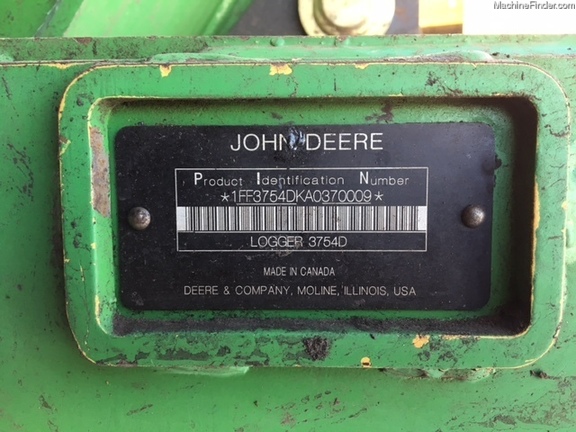 MachineFinder.com
JOHN DEERE
Product Identification Number
*1FF3754DKA0370009*
LOGGER 3754D
MADE IN CANADA
DEERE & COMPANY, MOLINE, ILLINOIS, USA